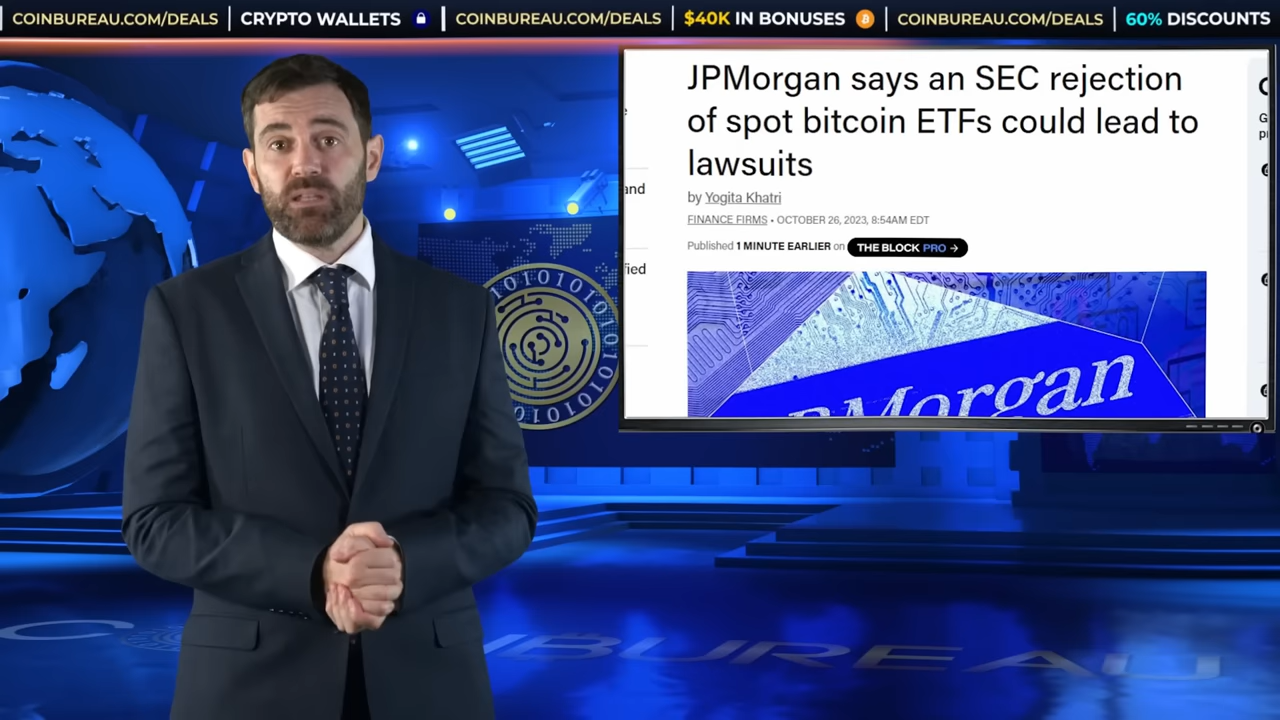 COINBUREAU.COM/DEALS CRYPTO WALLETS COINBUREAU.COM/DEALS $40K IN BONUSES COINBUREAU.COM/DEALS 60% DISCOUNTS
JPMorgan says an SEC rejection
of spot bitcoin ETFs could lead to
lawsuits
by Yogita Khatri
FINANCE FIRMS • OCTOBER 26, 2023, 8:54AM EDT
Published 1 MINUTE EARLIER on THE BLOCK PRO →
and
Morgan